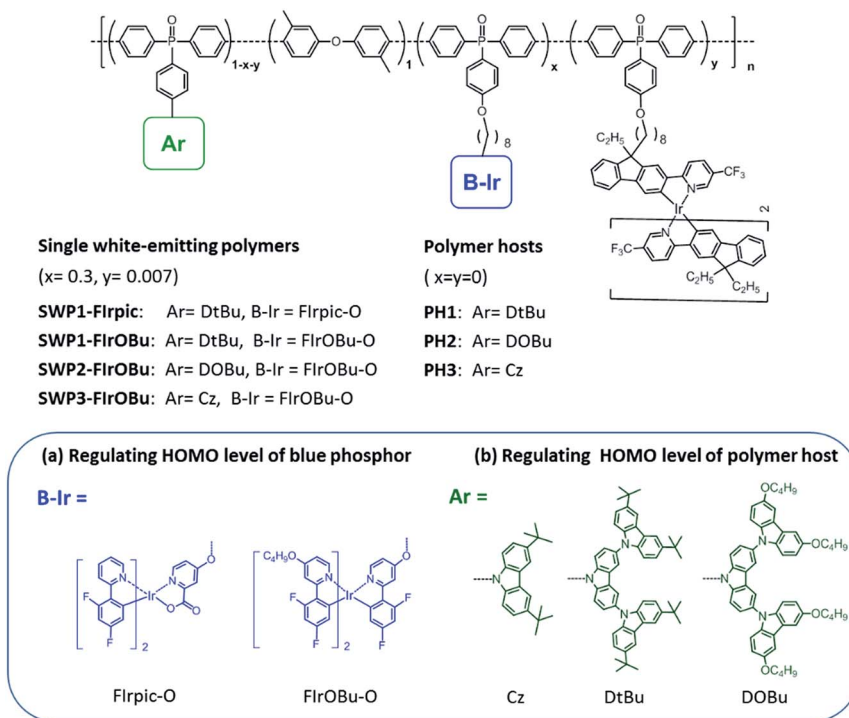 O O O
P O P P
1-x-y 1 x y n
O O
C₂H₅
8 8
Ar B-Ir
CF₃
N
Ir
N
2
F₃C
C₂H₅ C₂H₅
Single white-emitting polymers
(x= 0.3, y= 0.007)
SWP1-FIrpic: Ar= DtBu, B-Ir = FIrpic-O
SWP1-FIrOBu: Ar= DtBu, B-Ir = FIrOBu-O
SWP2-FIrOBu: Ar= DOBu, B-Ir = FIrOBu-O
SWP3-FIrOBu: Ar= Cz, B-Ir = FIrOBu-O
Polymer hosts
( x=y=0)
PH1: Ar= DtBu
PH2: Ar= DOBu
PH3: Ar= Cz
(a) Regulating HOMO level of blue phosphor
B-Ir =
O
N N
Ir
F O O
F 2
FIrpic-O
C₄H₉O O
N N
Ir
F F
F 2 F
FIrOBu-O
(b) Regulating HOMO level of polymer host
Ar =
N
Cz
N
N
N
DtBu
OC₄H₉
N OC₄H₉
N
N OC₄H₉
OC₄H₉
DOBu